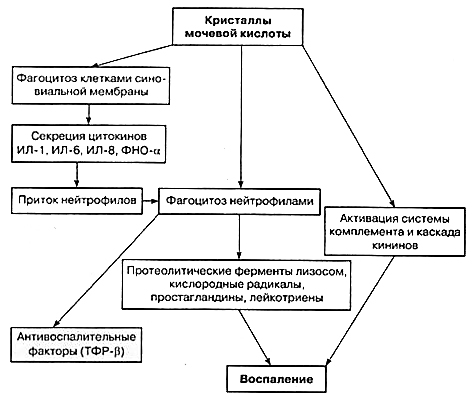 Кристаллы
мочевой кислоты
Фагоцитоз клетками сино-
виальной мембраны
Секреция цитокинов
ИЛ-1, ИЛ-6, ИЛ-8, ФНО-α
Приток нейтрофилов
Фагоцитоз нейтрофилами
Активация системы
комплемента и каскада
кининов
Протеолитические ферменты лизосом,
кислородные радикалы,
простагландины, лейкотриены
Антивоспалительные
факторы (ТФР-β)
Воспаление